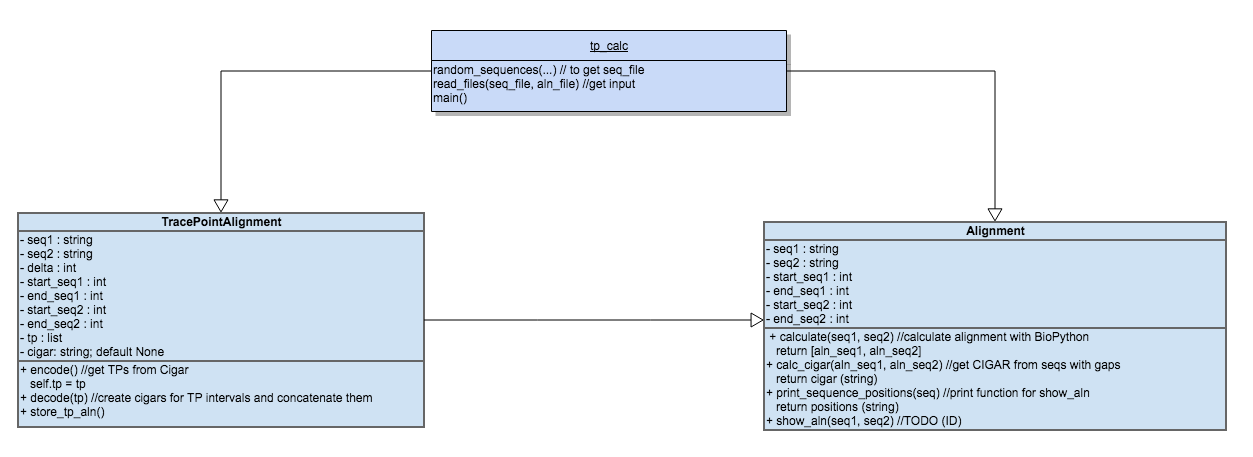 tp_calc
random_sequences(...) // to get seq_file
read_files(seq_file, aln_file) //get input
main()
TracePointAlignment
- seq1 : string
- seq2 : string
- delta : int
- start_seq1 : int
- end_seq1 : int
- start_seq2 : int
- end_seq2 : int
- tp : list
- cigar: string; default None
+ encode() //get TPs from Cigar
self.tp = tp
+ decode(tp) //create cigars for TP intervals and concatenate them
+ store_tp_aln()
Alignment
- seq1 : string
- seq2 : string
- start_seq1 : int
- end_seq1 : int
- start_seq2 : int
- end_seq2 : int
+ calculate(seq1, seq2) //calculate alignment with BioPython
return [aln_seq1, aln_seq2]
+ calc_cigar(aln_seq1, aln_seq2) //get CIGAR from seqs with gaps
return cigar (string)
+ print_sequence_positions(seq) //print function for show_aln
return positions (string)
+ show_aln(seq1, seq2) //TODO (ID)